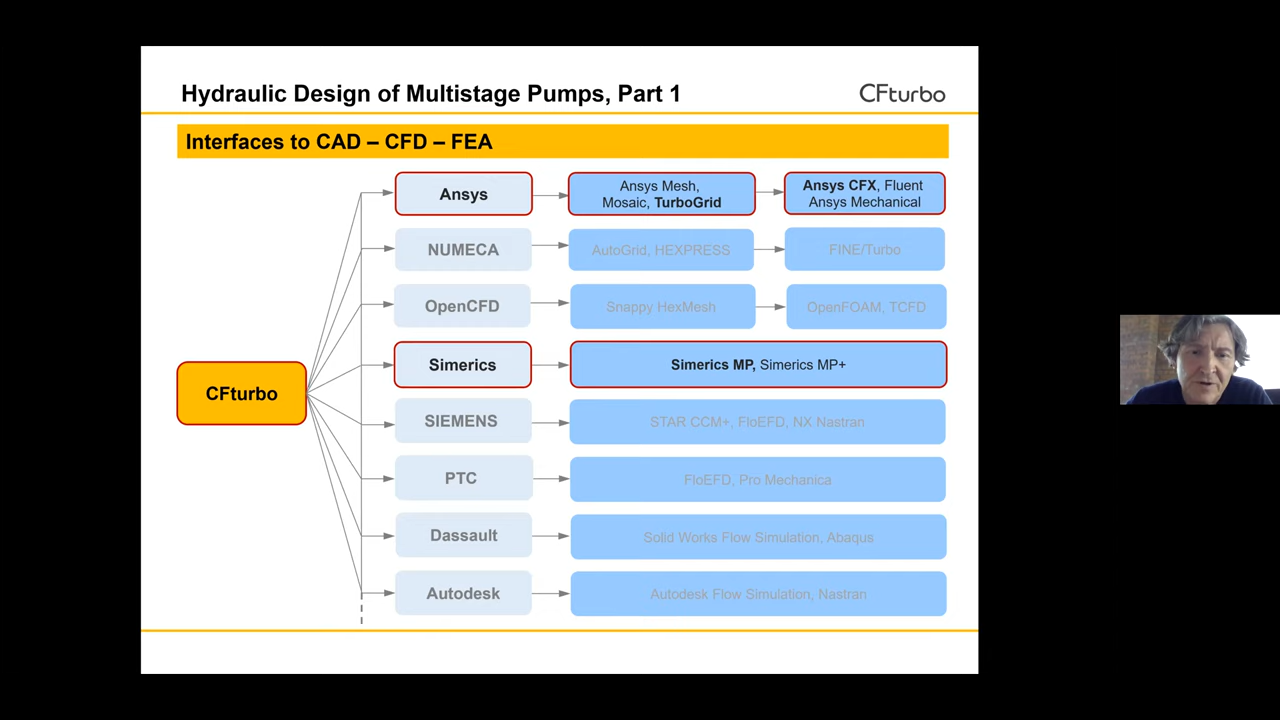 Hydraulic Design of Multistage Pumps, Part 1
CFturbo
Interfaces to CAD – CFD – FEA
CFturbo
Ansys
Ansys Mesh,
Mosaic, TurboGrid
Ansys CFX, Fluent
Ansys Mechanical
NUMECA
AutoGrid, HEXPRESS
FINE/Turbo
OpenCFD
Snappy HexMesh
OpenFOAM, TCFD
Simerics
Simerics MP, Simerics MP+
SIEMENS
STAR CCM+, FloEFD, NX Nastran
PTC
FloEFD, Pro Mechanica
Dassault
Solid Works Flow Simulation, Abaqus
Autodesk
Autodesk Flow Simulation, Nastran